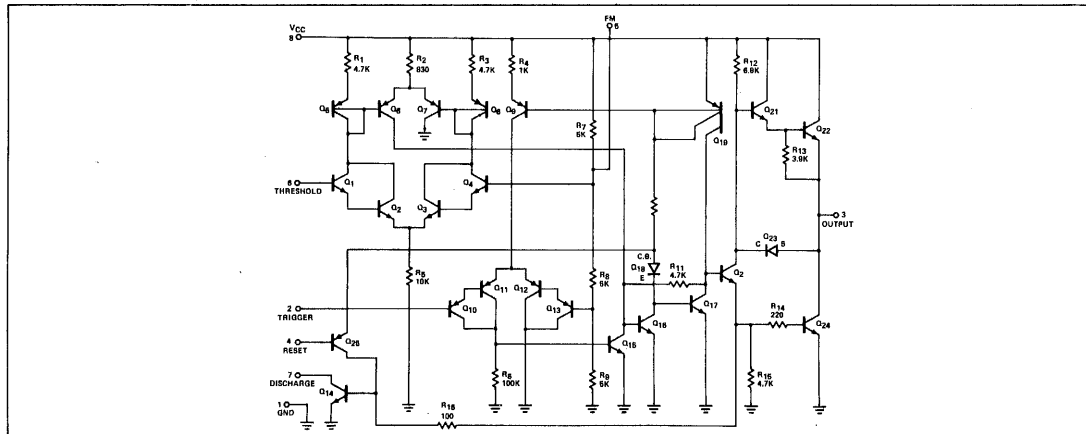 FM
5
VCC
8
R1
4.7K
R2
830
R3
4.7K
R4
1K
R12
6.8K
Q5
Q6
Q7
Q8
Q9
Q19
Q21
Q22
R7
5K
R13
3.9K
6
THRESHOLD
Q1
Q2
Q3
Q4
3
OUTPUT
R5
10K
R8
5K
C.B.
Q18
E
R11
4.7K
Q2
C
Q23
B
2
TRIGGER
Q10
Q11
Q12
Q13
Q17
R14
220
Q24
4
RESET
Q25
Q15
Q16
7
DISCHARGE
Q14
R6
100K
R9
5K
R15
4.7K
1
GND
R16
100